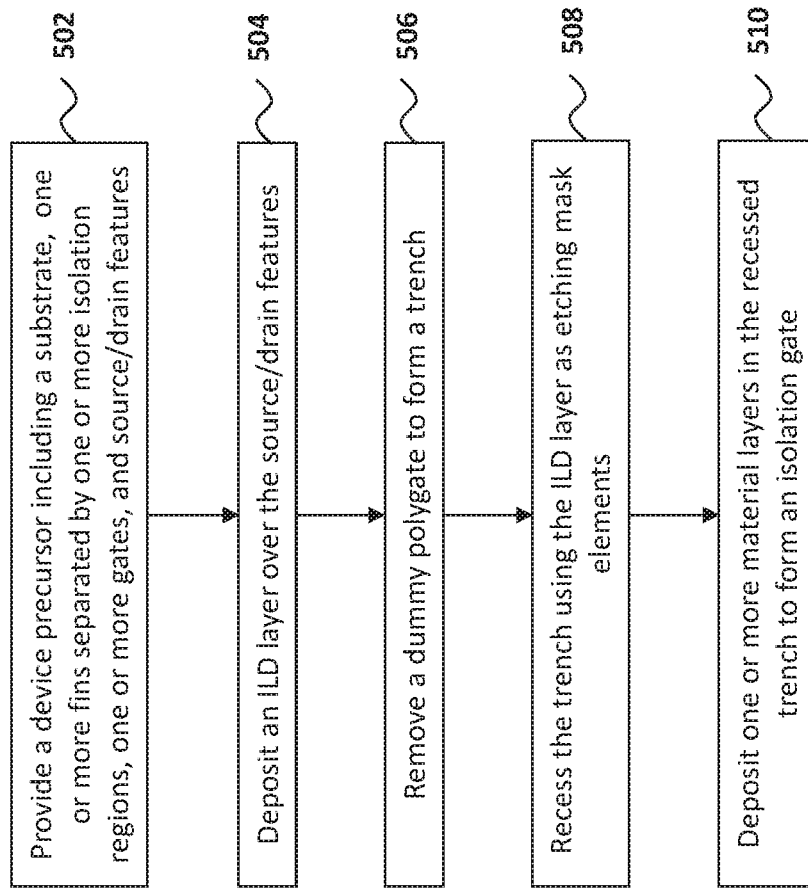 Provide a device precursor including a substrate, one
or more fins separated by one or more isolation
regions, one or more gates, and source/drain features
502
Deposit an ILD layer over the source/drain features
504
Remove a dummy polygate to form a trench
506
Recess the trench using the ILD layer as etching mask
elements
508
Deposit one or more material layers in the recessed
trench to form an isolation gate
510